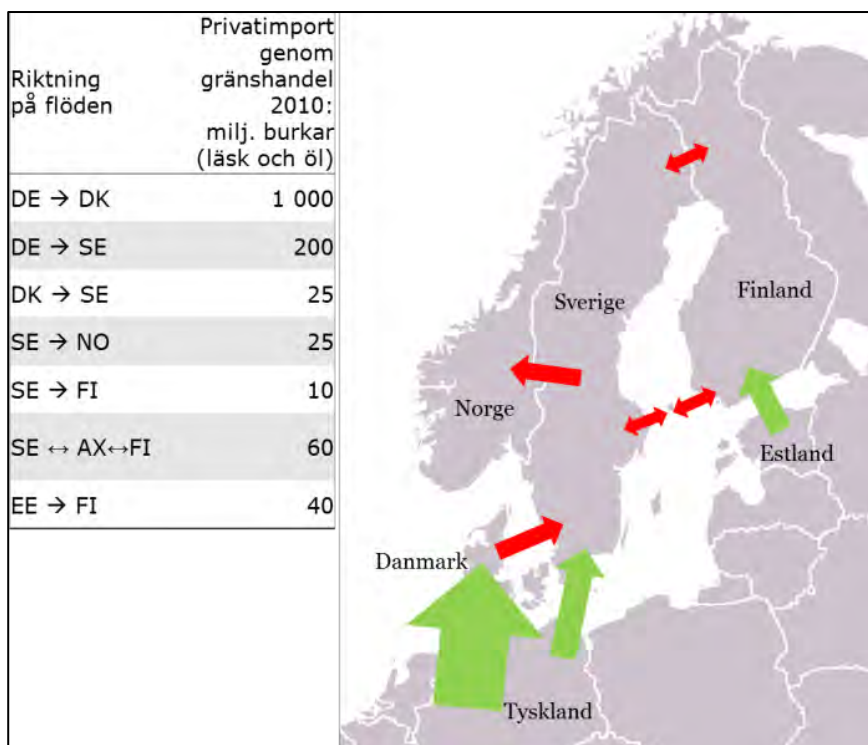 Riktning
på flöden
Privatimport
genom
gränshandel
2010:
milj. burkar
(läsk och öl)
DE → DK 1 000
DE → SE 200
DK → SE 25
SE → NO 25
SE → FI 10
SE ↔ AX↔FI 60
EE → FI 40
Sverige
Finland
Norge
Estland
Danmark
Tyskland